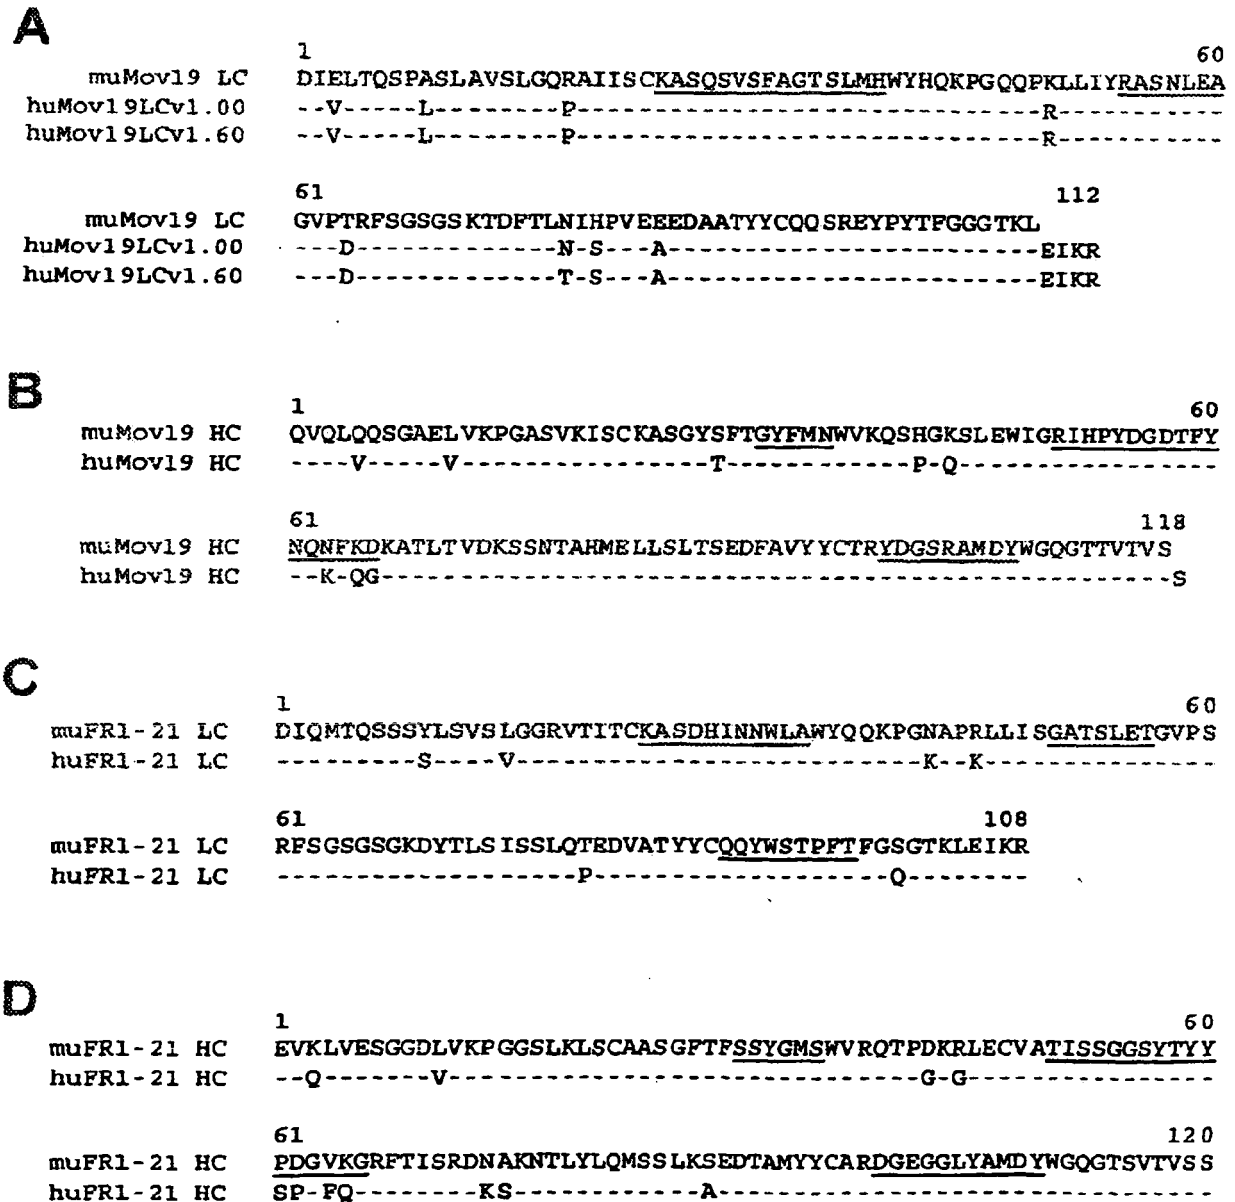 A
1 60
muMov19 LC DIELTQSPASLAVSLGQRAIISCKASQSVSFAGTSLMHWYHQKPGQQPKLLIYRASNLEA
huMov19LCv1.00 --V-----L--------P------------------------------R-----------
huMov19LCv1.60 --V-----L--------P------------------------------R-----------
61 112
muMov19 LC GVPTRFSGSGSKTDFTLNIHPVEEEDAATYYCQQSREYPYTFGGGTKL
huMov19LCv1.00 ---D-------------N-S---A------------------------EIKR
huMov19LCv1.60 ---D-------------T-S---A------------------------EIKR
B
1 60
muMov19 HC QVQLQQSGAELVKPGASVKISCKASGYSFTGYFMNWVKQSHGKSLEWIGRIHPYDGDTFY
huMov19 HC ----V-----V----------------T------------P-Q-----------------
61 118
muMov19 HC NQNFKDKATLTVDKSSNTAHMELLSLTSEDFAVYYCTRYDGSRAMDYWGQGTTVTVS
huMov19 HC --K-QG---------------------------------------------------S
C
1 60
muFR1-21 LC DIQMTQSSSYLSVSLGGRVTITCKASDHINNWLAWYQQKPGNAPRLLISGATSLETGVPS
huFR1-21 LC ---------S----V--------------------------K--K---------------
61 108
muFR1-21 LC RFSGSGSGKDYTLSISSLQTEDVATYYCQQYWSTPFTFGSGTKLEIKR
huFR1-21 LC -------------------P-------------------Q--------
D
1 60
muFR1-21 HC EVKLVESGGDLVKPGGSLKLSCAASGFTFSSYGMSWVRQTPDKRLECVATISSGGSYTYY
huFR1-21 HC --Q-------V------------------------------G-G----------------
61 120
muFR1-21 HC PDGVKGRFTISRDNAKNTLYLQMSSLKSEDTAMYYCARDGEGGLYAMDYWGQGTSVTVSS
huFR1-21 HC SP-FQ--------KS------------A--------------------------------